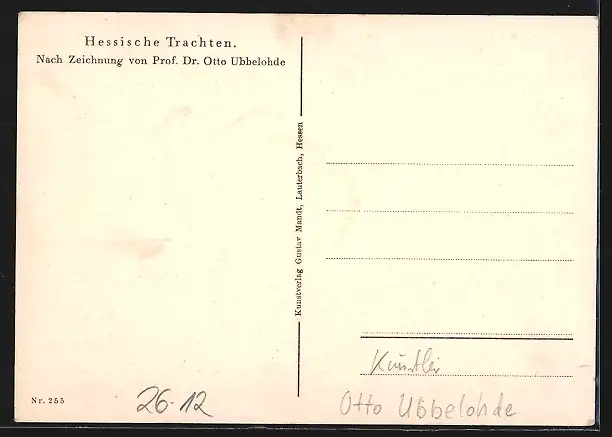 Hessische Trachten.
Nach Zeichnung von Prof. Dr. Otto Ubbelohde
Kunstverlag Gustav Mandt, Lauterbach, Hessen
Künstler
Otto Ubbelohde
Nr. 255
26-12